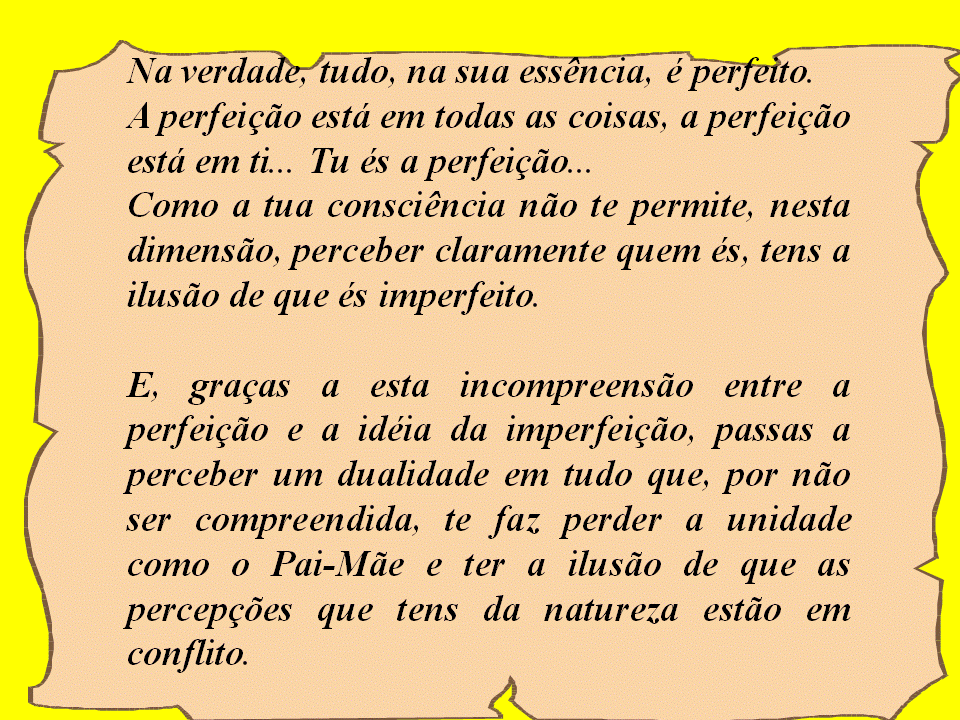 Na verdade, tudo, na sua essência, é perfeito.
A perfeição está em todas as coisas, a perfeição
está em ti... Tu és a perfeição...
Como a tua consciência não te permite, nesta
dimensão, perceber claramente quem és, tens a
ilusão de que és imperfeito.
E, graças a esta incompreensão entre a
perfeição e a idéia da imperfeição, passas a
perceber um dualidade em tudo que, por não
ser compreendida, te faz perder a unidade
como o Pai-Mãe e ter a ilusão de que as
percepções que tens da natureza estão em
conflito.